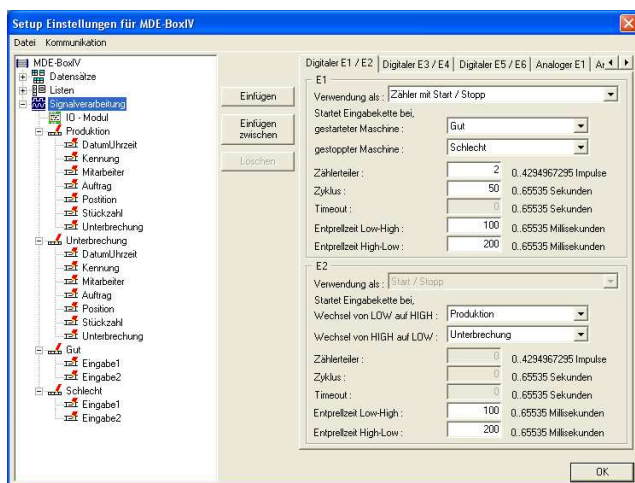 Setup Einstellungen für MDE-BoxIV
Datei Kommunikation
MDE-BoxIV
Datensätze
Listen
Signalverarbeitung
IO - Modul
Produktion
DatumUhrzeit
Kennung
Mitarbeiter
Auftrag
Postition
Stückzahl
Unterbrechung
Unterbrechung
DatumUhrzeit
Kennung
Mitarbeiter
Auftrag
Position
Stückzahl
Unterbrechung
Gut
Eingabe1
Eingabe2
Schlecht
Eingabe1
Eingabe2
Einfügen
Einfügen zwischen
Löschen
Digitaler E1 / E2 Digitaler E3 / E4 Digitaler E5 / E6 Analoger E1
E1
Verwendung als : Zähler mit Start / Stopp
Startet Eingabekette bei,
gestarteter Maschine : Gut
gestoppter Maschine : Schlecht
Zählerteiler : 2 0..4294967295 Impulse
Zyklus : 50 0..65535 Sekunden
Timeout : 0 0..65535 Sekunden
Entprellzeit Low-High : 100 0..65535 Millisekunden
Entprellzeit High-Low : 200 0..65535 Millisekunden
E2
Verwendung als : Start / Stopp
Startet Eingabekette bei,
Wechsel von LOW auf HIGH : Produktion
Wechsel von HIGH auf LOW : Unterbrechung
Zählerteiler : 0 0..4294967295 Impulse
Zyklus : 0 0..65535 Sekunden
Timeout : 0 0..65535 Sekunden
Entprellzeit Low-High : 100 0..65535 Millisekunden
Entprellzeit High-Low : 200 0..65535 Millisekunden
OK